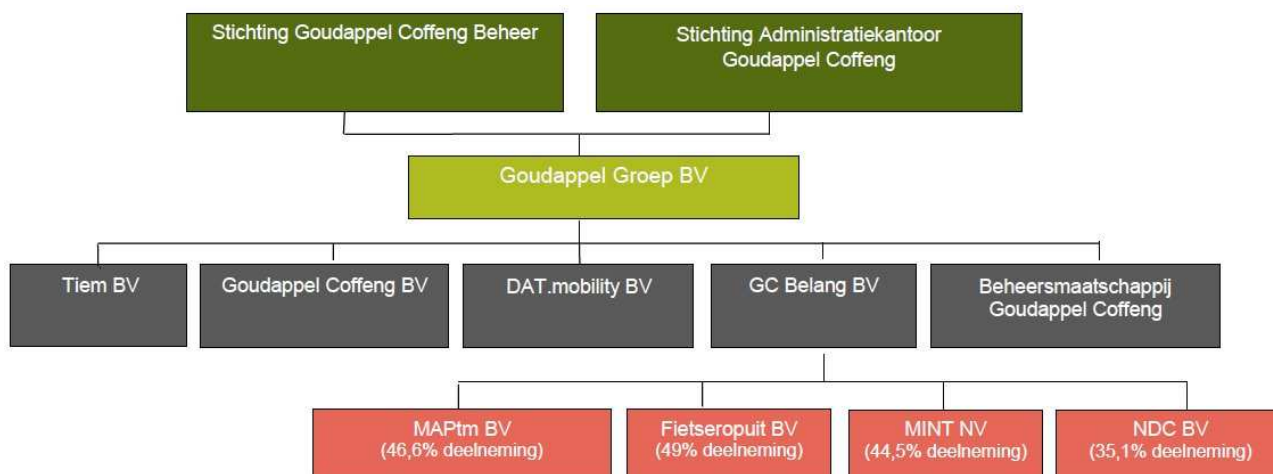 Stichting Goudappel Coffeng Beheer
Stichting Administratiekantoor
Goudappel Coffeng
Goudappel Groep BV
Tiem BV
Goudappel Coffeng BV
DAT.mobility BV
GC Belang BV
Beheersmaatschappij
Goudappel Coffeng
MAPtm BV
(46,6% deelneming)
Fietseropuit BV
(49% deelneming)
MINT NV
(44,5% deelneming)
NDC BV
(35,1% deelneming)